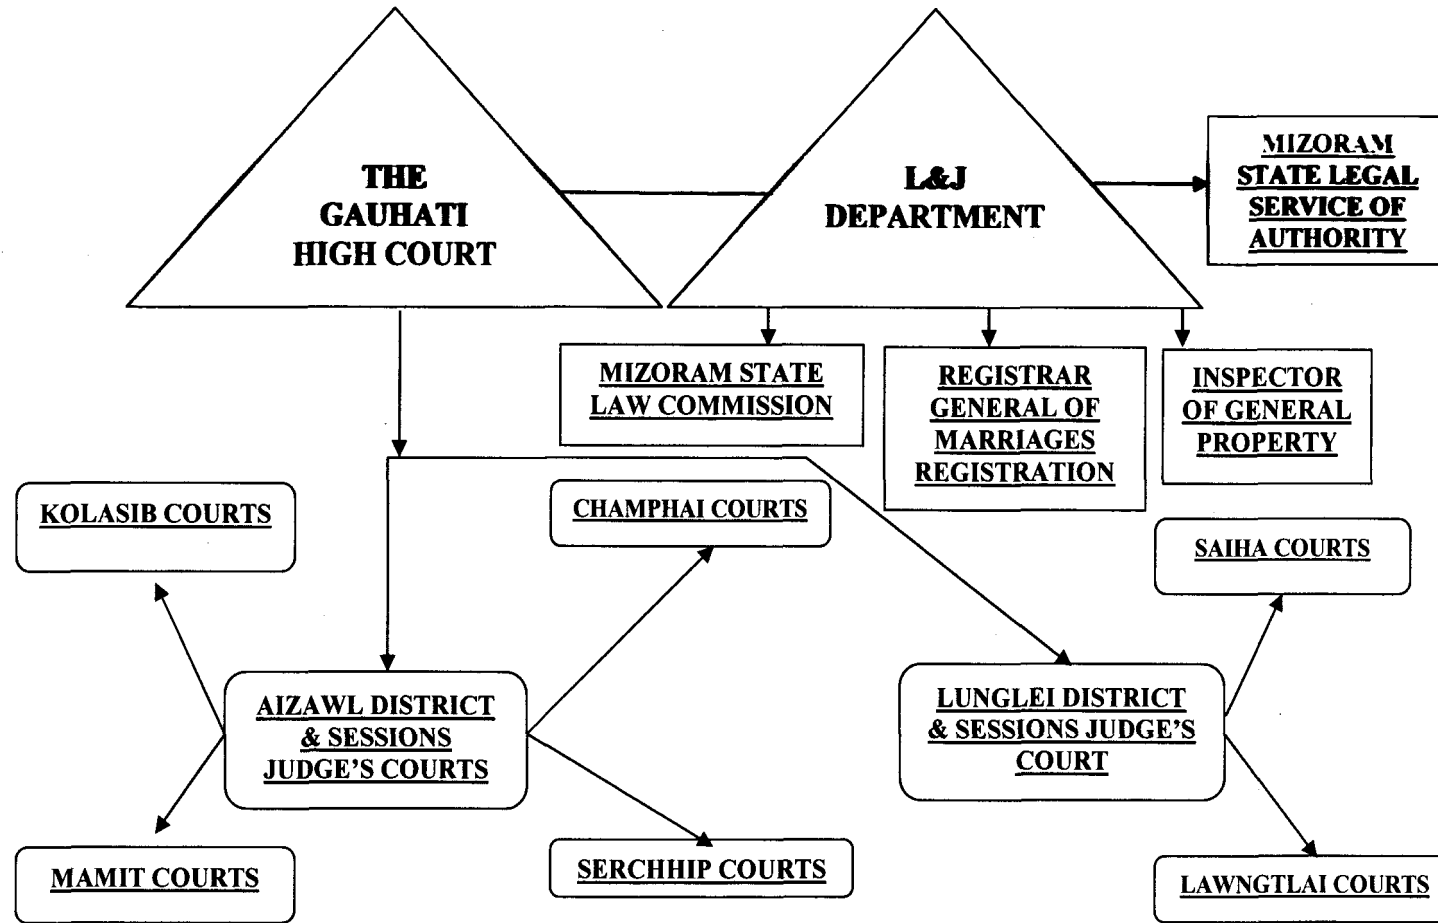 THE
GAUHATI
HIGH COURT
L&J
DEPARTMENT
MIZORAM
STATE LEGAL
SERVICE OF
AUTHORITY
MIZORAM STATE
LAW COMMISSION
REGISTRAR
GENERAL OF
MARRIAGES
REGISTRATION
INSPECTOR
OF GENERAL
PROPERTY
KOLASIB COURTS
CHAMPHAI COURTS
SAIHA COURTS
AIZAWL DISTRICT
& SESSIONS
JUDGE'S COURTS
LUNGLEI DISTRICT
& SESSIONS JUDGE'S
COURT
MAMIT COURTS
SERCHHIP COURTS
LAWNGTLAI COURTS